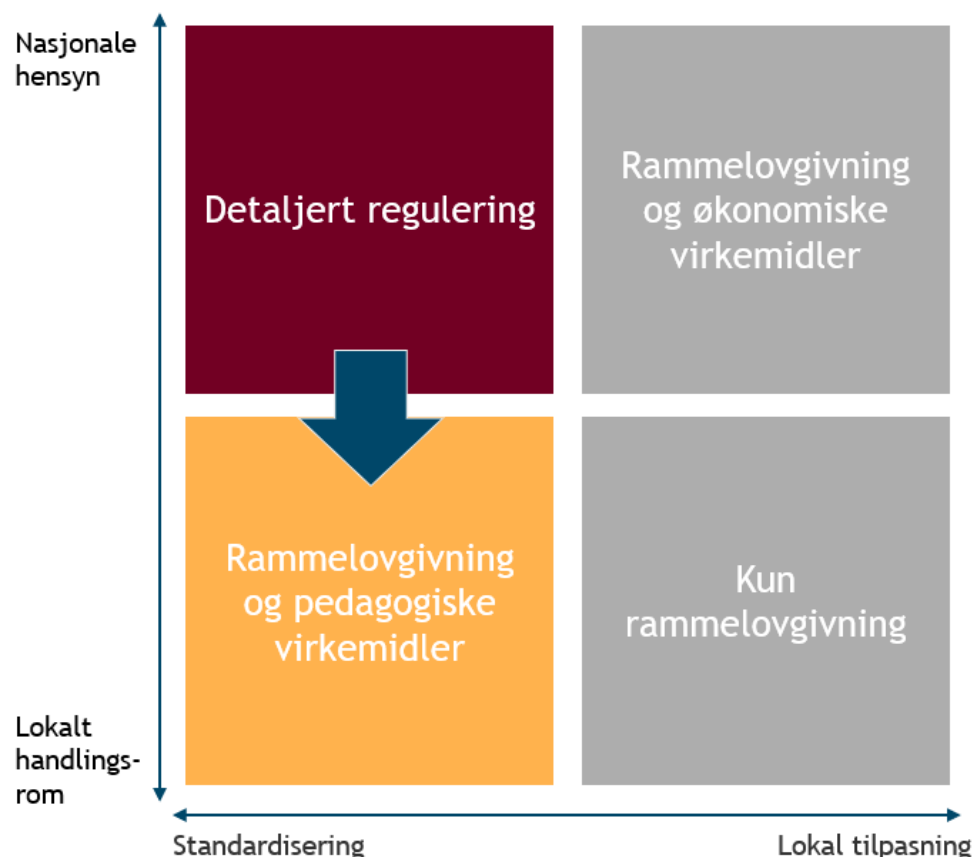 Nasjonale
hensyn
Detaljert regulering
Rammelovgivning
og økonomiske
virkemidler
Rammelovgivning
og pedagogiske
virkemidler
Kun
rammelovgivning
Lokalt
handlings-
rom
Standardisering
Lokal tilpasning